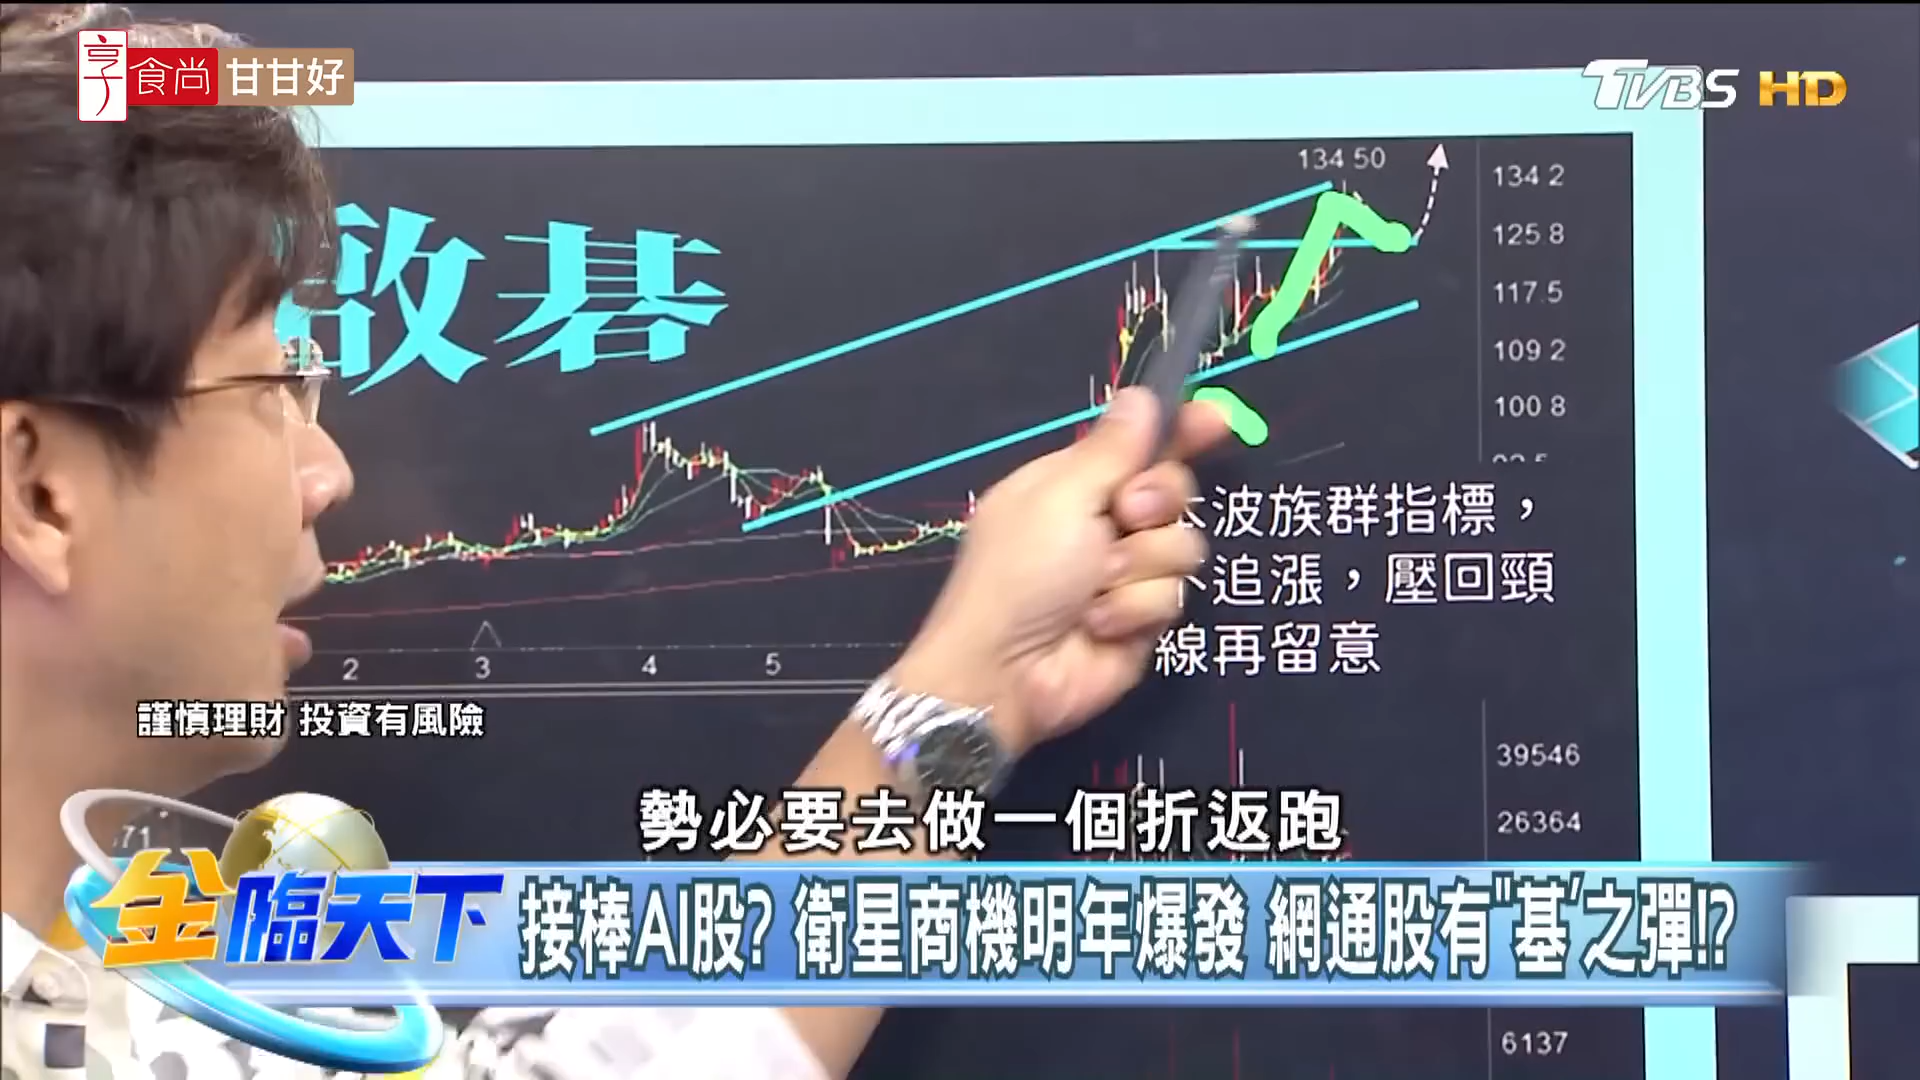 享食尚 甘甘好
TVBS HD
啟碁
134 50
134 2
125 8
117 5
109 2
100 8
本波族群指標，
不追漲，壓回頸
線再留意
2 3 4 5
謹慎理財 投資有風險
39546
26364
6137
勢必要去做一個折返跑
金臨天下
接棒AI股? 衛星商機明年爆發 網通股有"基"之彈!?